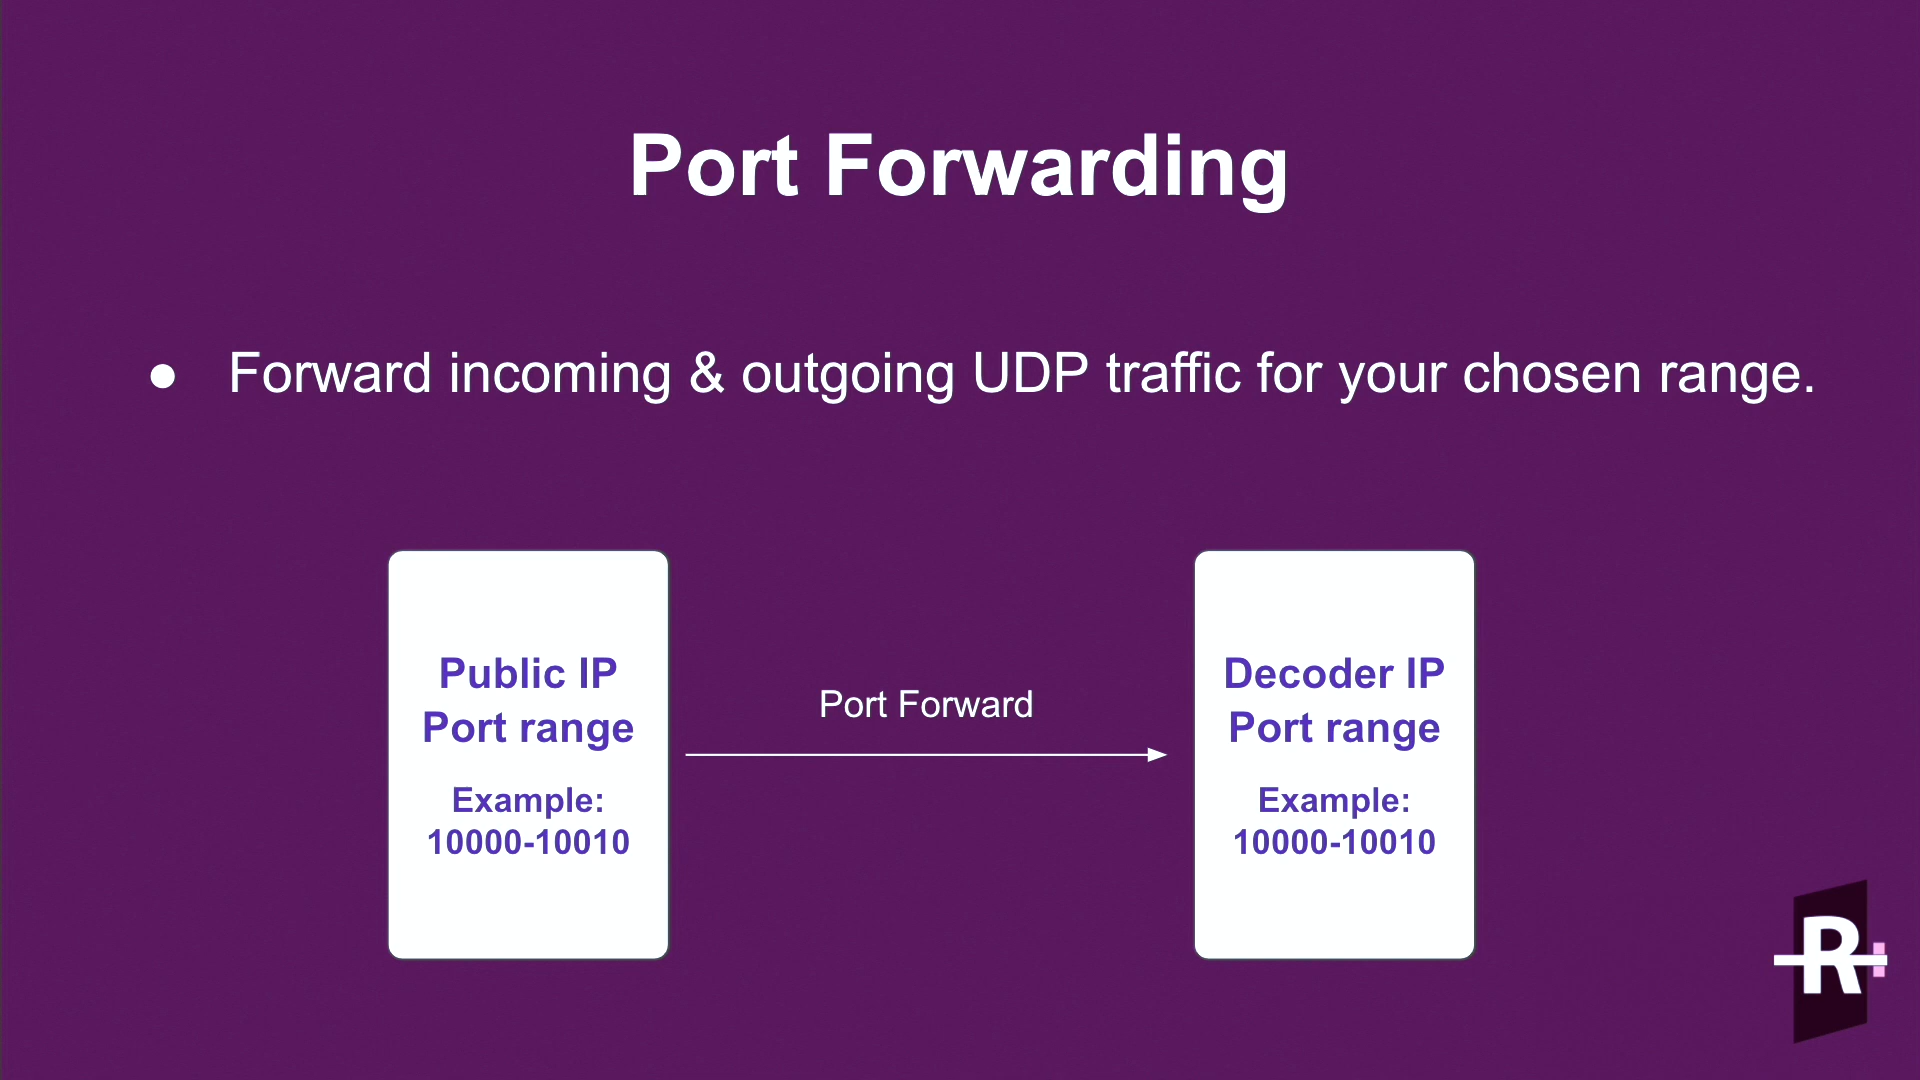 Port Forwarding
● Forward incoming & outgoing UDP traffic for your chosen range.
Public IP
Port range
Example:
10000-10010
Port Forward
Decoder IP
Port range
Example:
10000-10010
R: